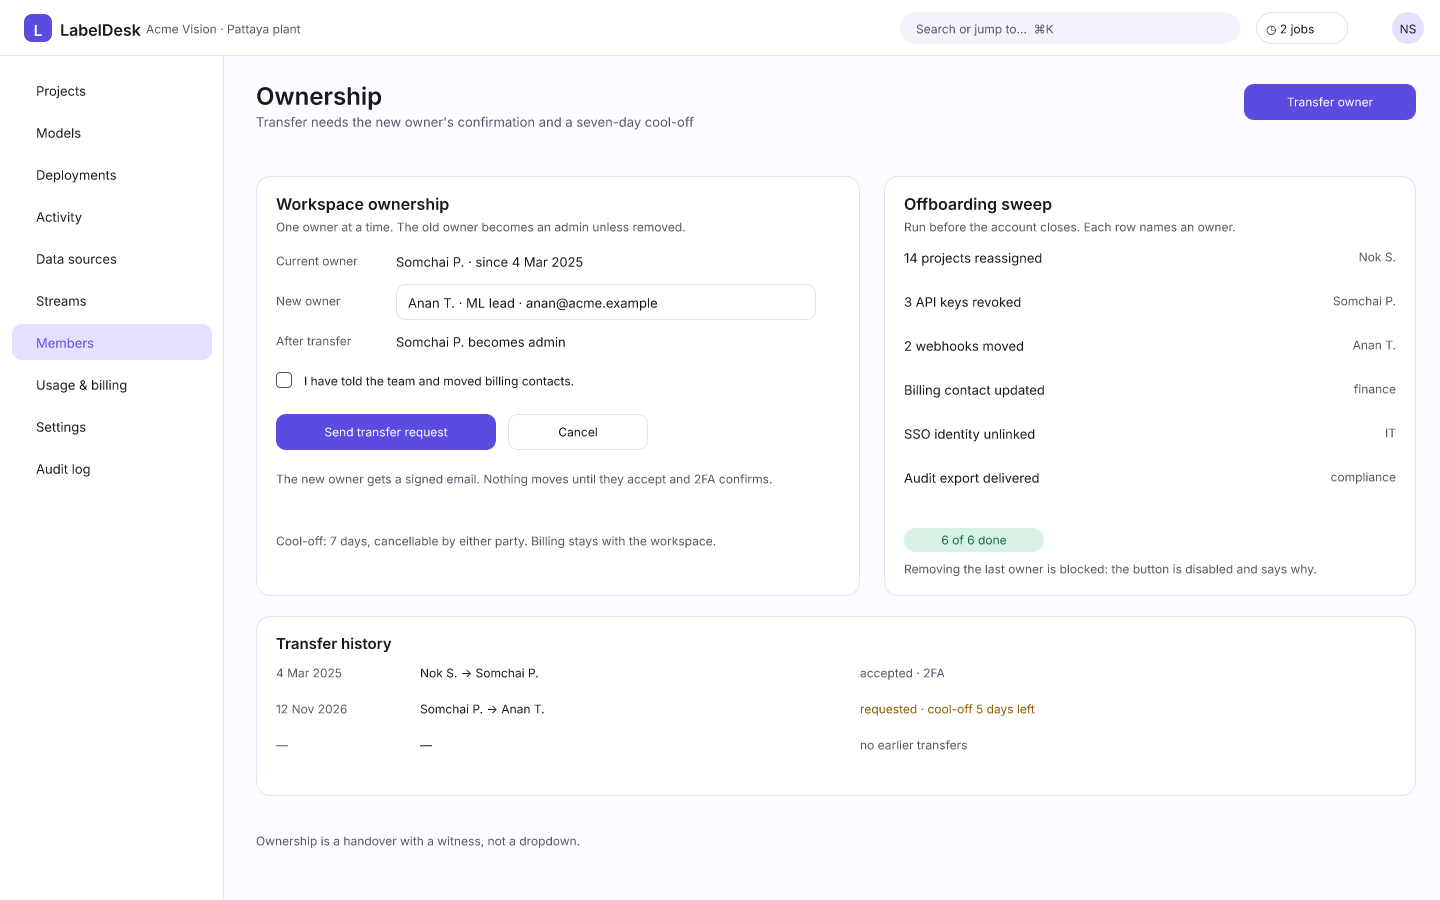 L LabelDesk Acme Vision · Pattaya plant
Search or jump to... ⌘K
◷ 2 jobs
NS
Projects
Models
Deployments
Activity
Data sources
Streams
Members
Usage & billing
Settings
Audit log
Ownership
Transfer needs the new owner's confirmation and a seven-day cool-off
Transfer owner
Workspace ownership
One owner at a time. The old owner becomes an admin unless removed.
Current owner Somchai P. · since 4 Mar 2025
New owner Anan T. · ML lead · anan@acme.example
After transfer Somchai P. becomes admin
I have told the team and moved billing contacts.
Send transfer request Cancel
The new owner gets a signed email. Nothing moves until they accept and 2FA confirms.
Cool-off: 7 days, cancellable by either party. Billing stays with the workspace.
Offboarding sweep
Run before the account closes. Each row names an owner.
14 projects reassigned Nok S.
3 API keys revoked Somchai P.
2 webhooks moved Anan T.
Billing contact updated finance
SSO identity unlinked IT
Audit export delivered compliance
6 of 6 done
Removing the last owner is blocked: the button is disabled and says why.
Transfer history
4 Mar 2025 Nok S. → Somchai P. accepted · 2FA
12 Nov 2026 Somchai P. → Anan T. requested · cool-off 5 days left
— — no earlier transfers
Ownership is a handover with a witness, not a dropdown.